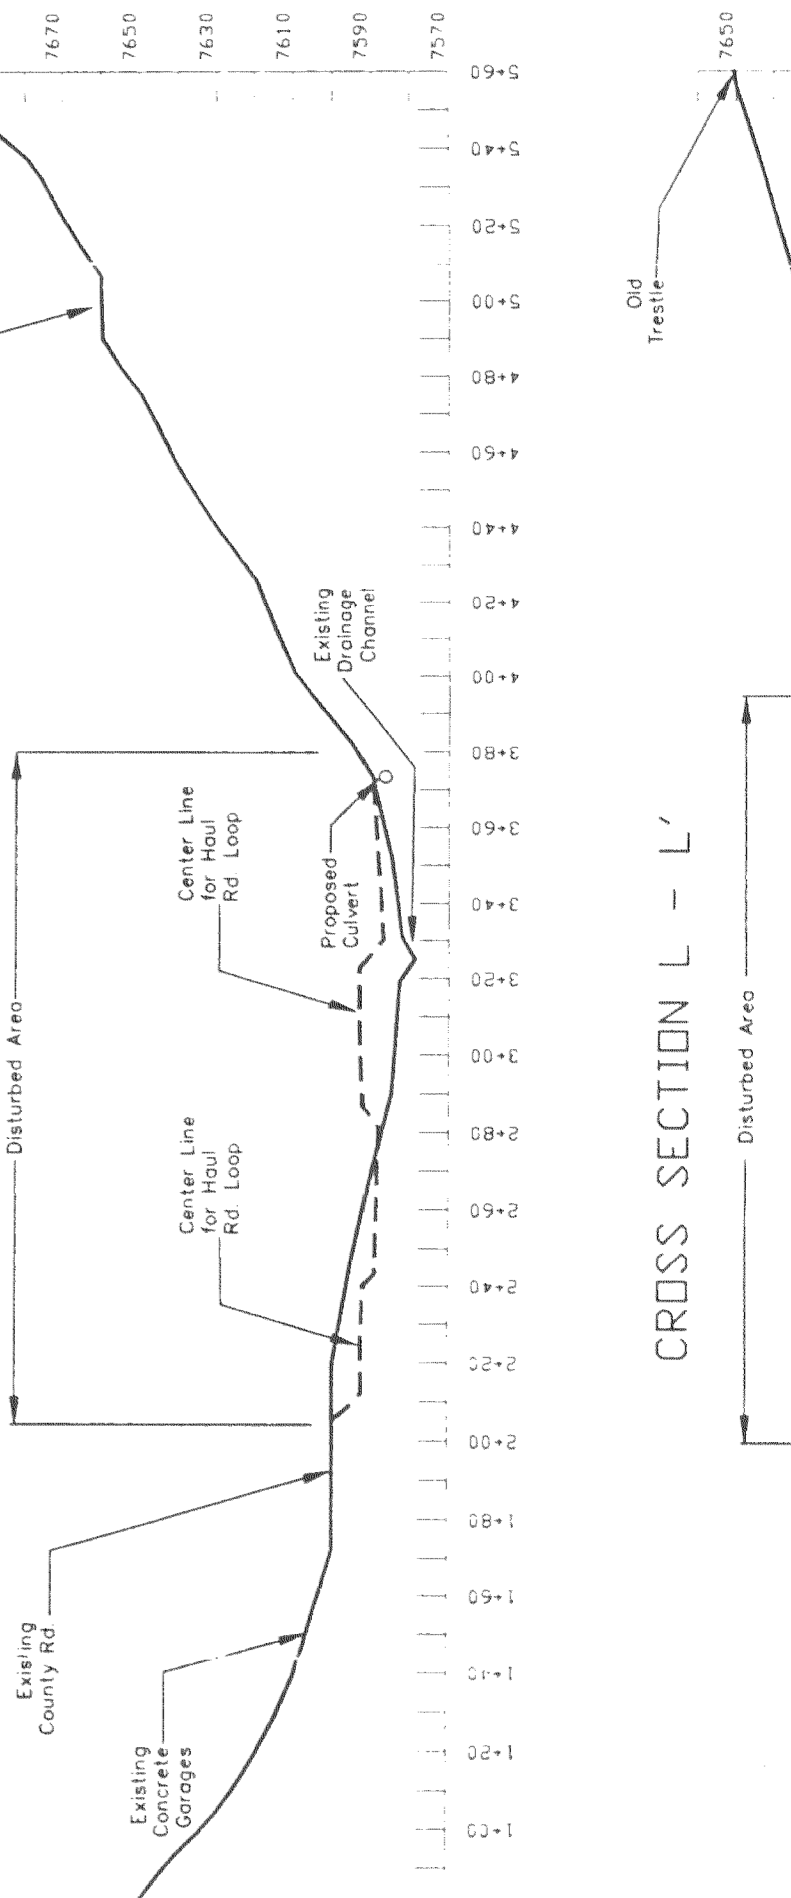 7670
7650
7630
7610
7590
7570
5+60
5+40
5+20
5+00
4+80
4+60
4+40
4+20
4+00
3+80
3+60
3+40
3+20
3+00
2+80
2+60
2+40
2+20
2+00
1+80
1+60
1+40
1+20
1+00
Disturbed Area
Existing
County Rd.
Existing
Concrete
Garages
Center Line
for Haul
Rd. Loop
Center Line
for Haul
Rd. Loop
Proposed
Culvert
Existing
Drainage
Channel
CROSS SECTION L - L'
7650
Old
Trestle
Disturbed Area